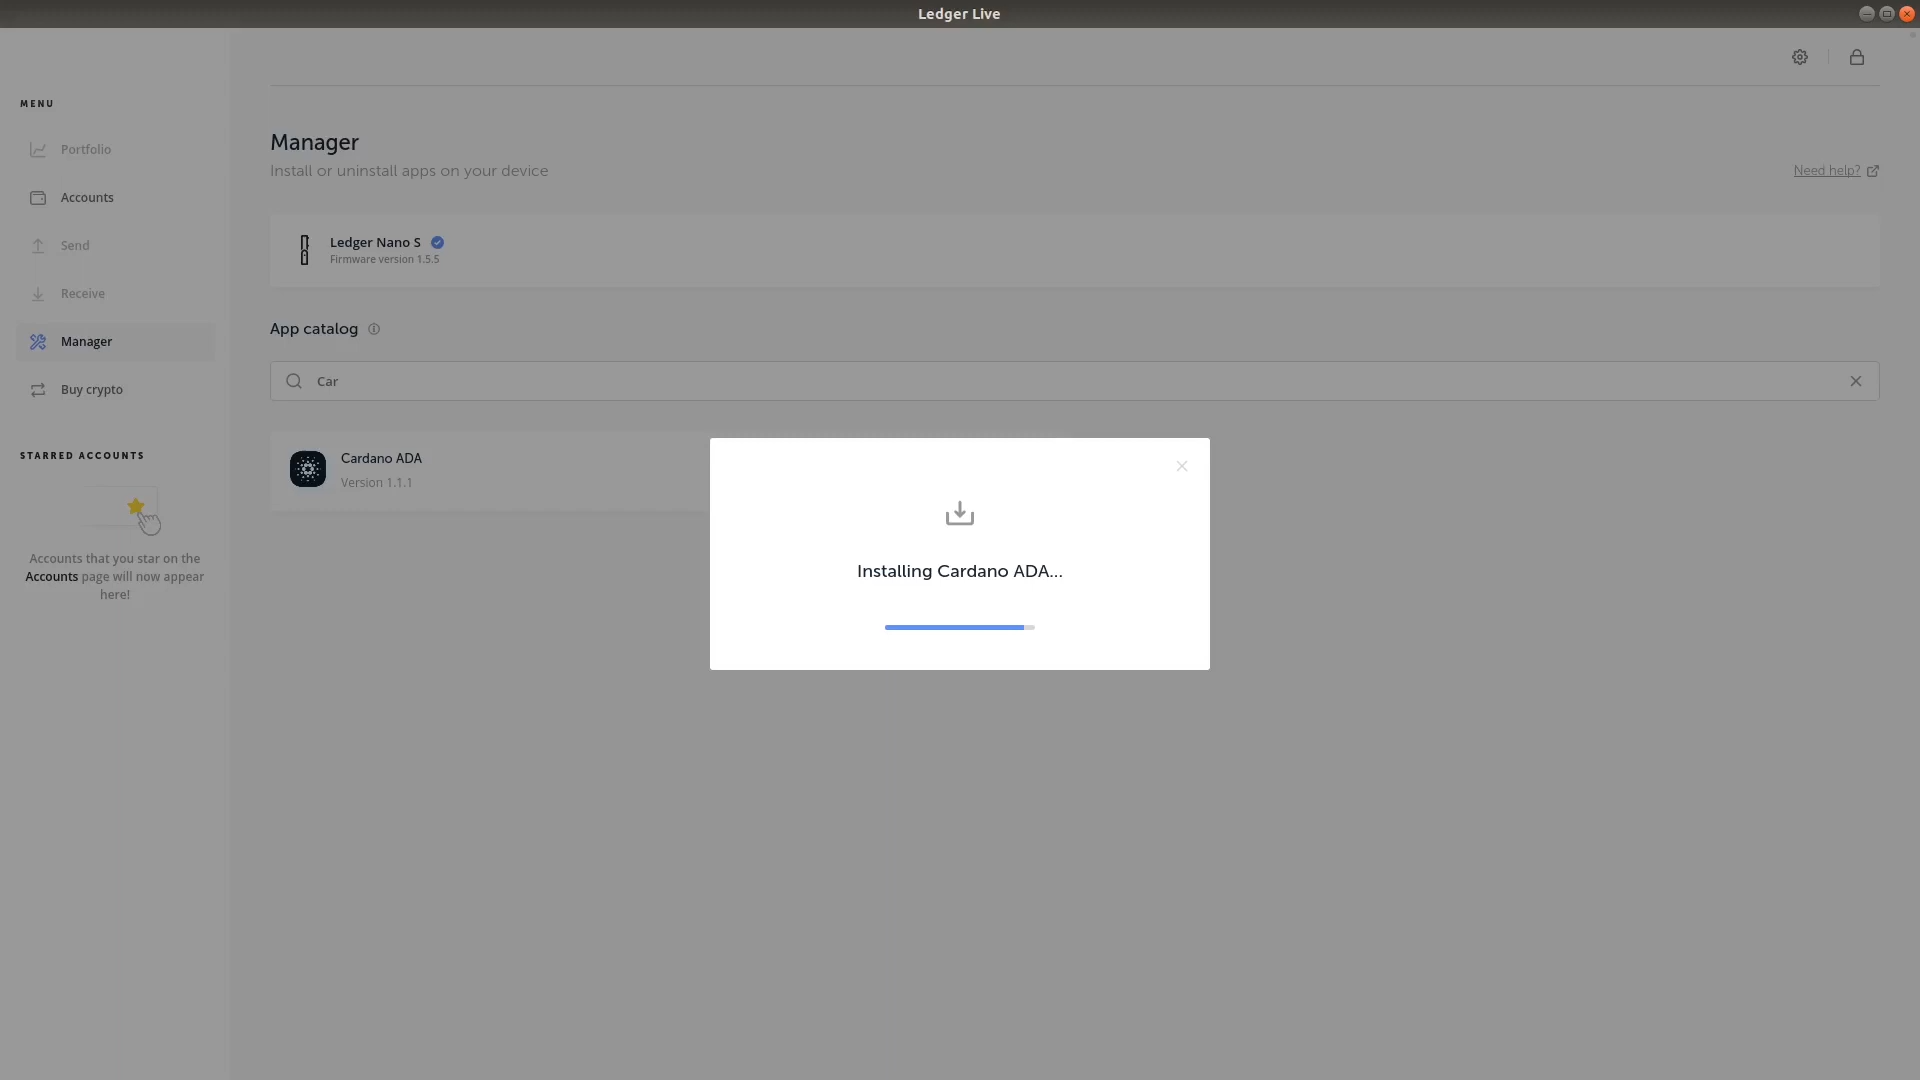 Ledger Live
MENU
Portfolio
Accounts
Send
Receive
Manager
Buy crypto
STARRED ACCOUNTS
Accounts that you star on the
Accounts page will now appear
here!
Manager
Install or uninstall apps on your device
Need help?
Ledger Nano S
Firmware version 1.5.5
App catalog
Car
Cardano ADA
Version 1.1.1
Installing Cardano ADA...